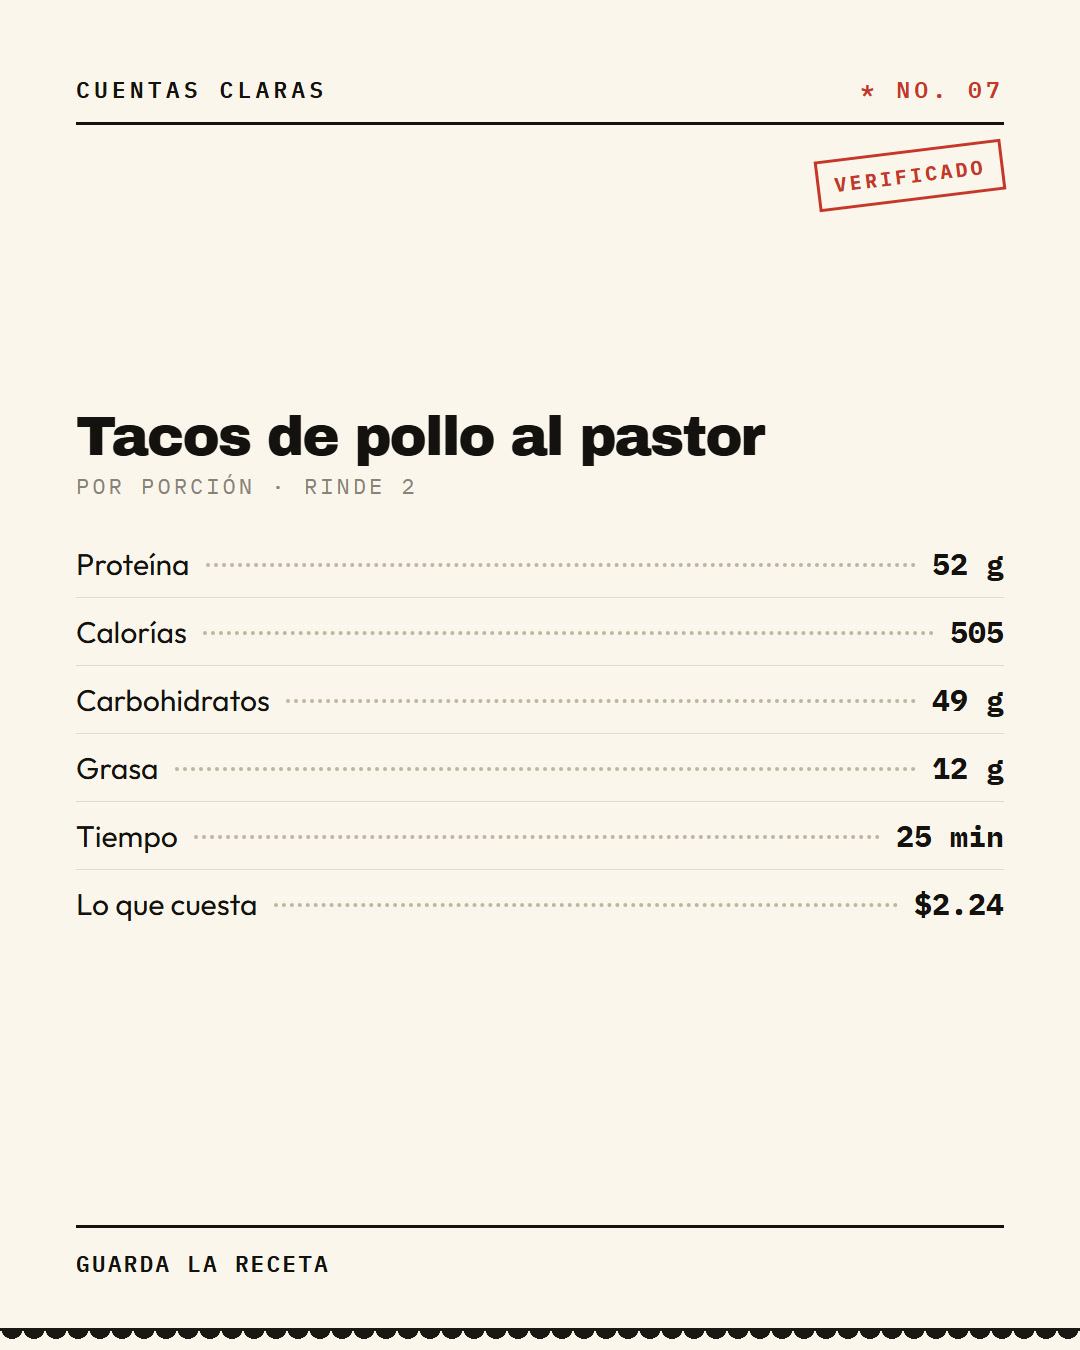 CUENTAS CLARAS
* NO. 07
VERIFICADO
Tacos de pollo al pastor
POR PORCIÓN · RINDE 2
Proteína 52 g
Calorías 505
Carbohidratos 49 g
Grasa 12 g
Tiempo 25 min
Lo que cuesta $2.24
GUARDA LA RECETA